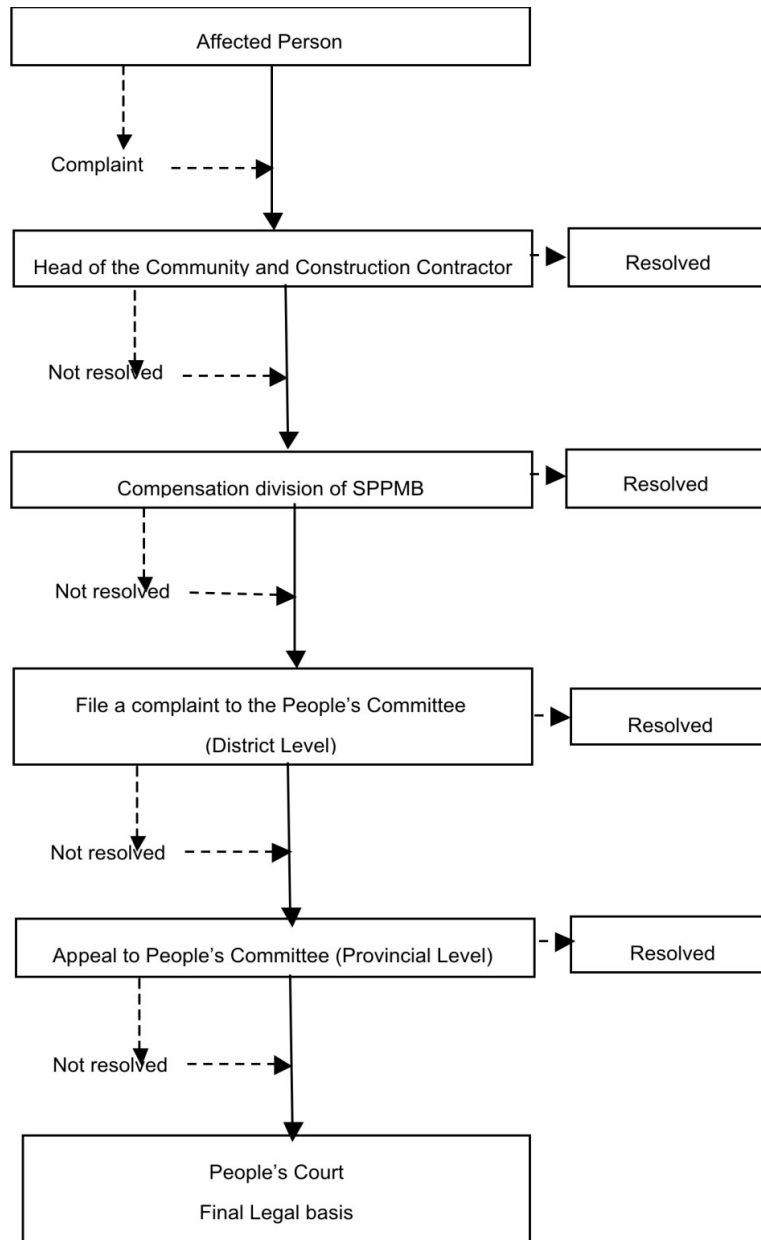 Affected Person
Complaint
Head of the Community and Construction Contractor
Resolved
Not resolved
Compensation division of SPPMB
Resolved
Not resolved
File a complaint to the People’s Committee
(District Level)
Resolved
Not resolved
Appeal to People’s Committee (Provincial Level)
Resolved
Not resolved
People’s Court
Final Legal basis